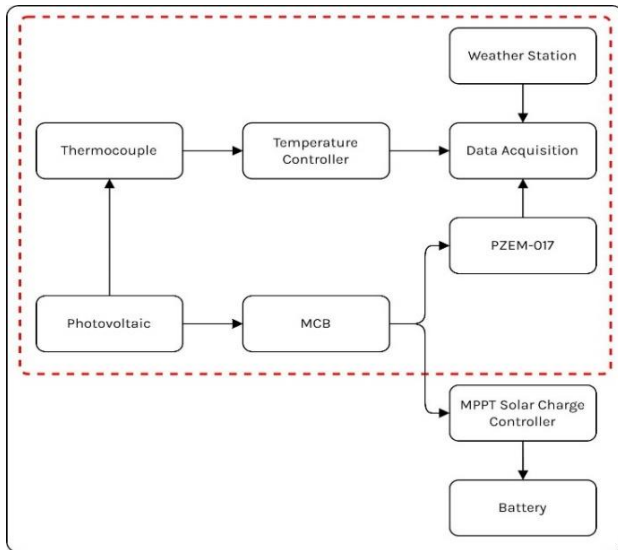 Weather Station
Thermocouple
Temperature
Controller
Data Acquisition
PZEM-017
Photovoltaic
MCB
MPPT Solar Charge
Controller
Battery